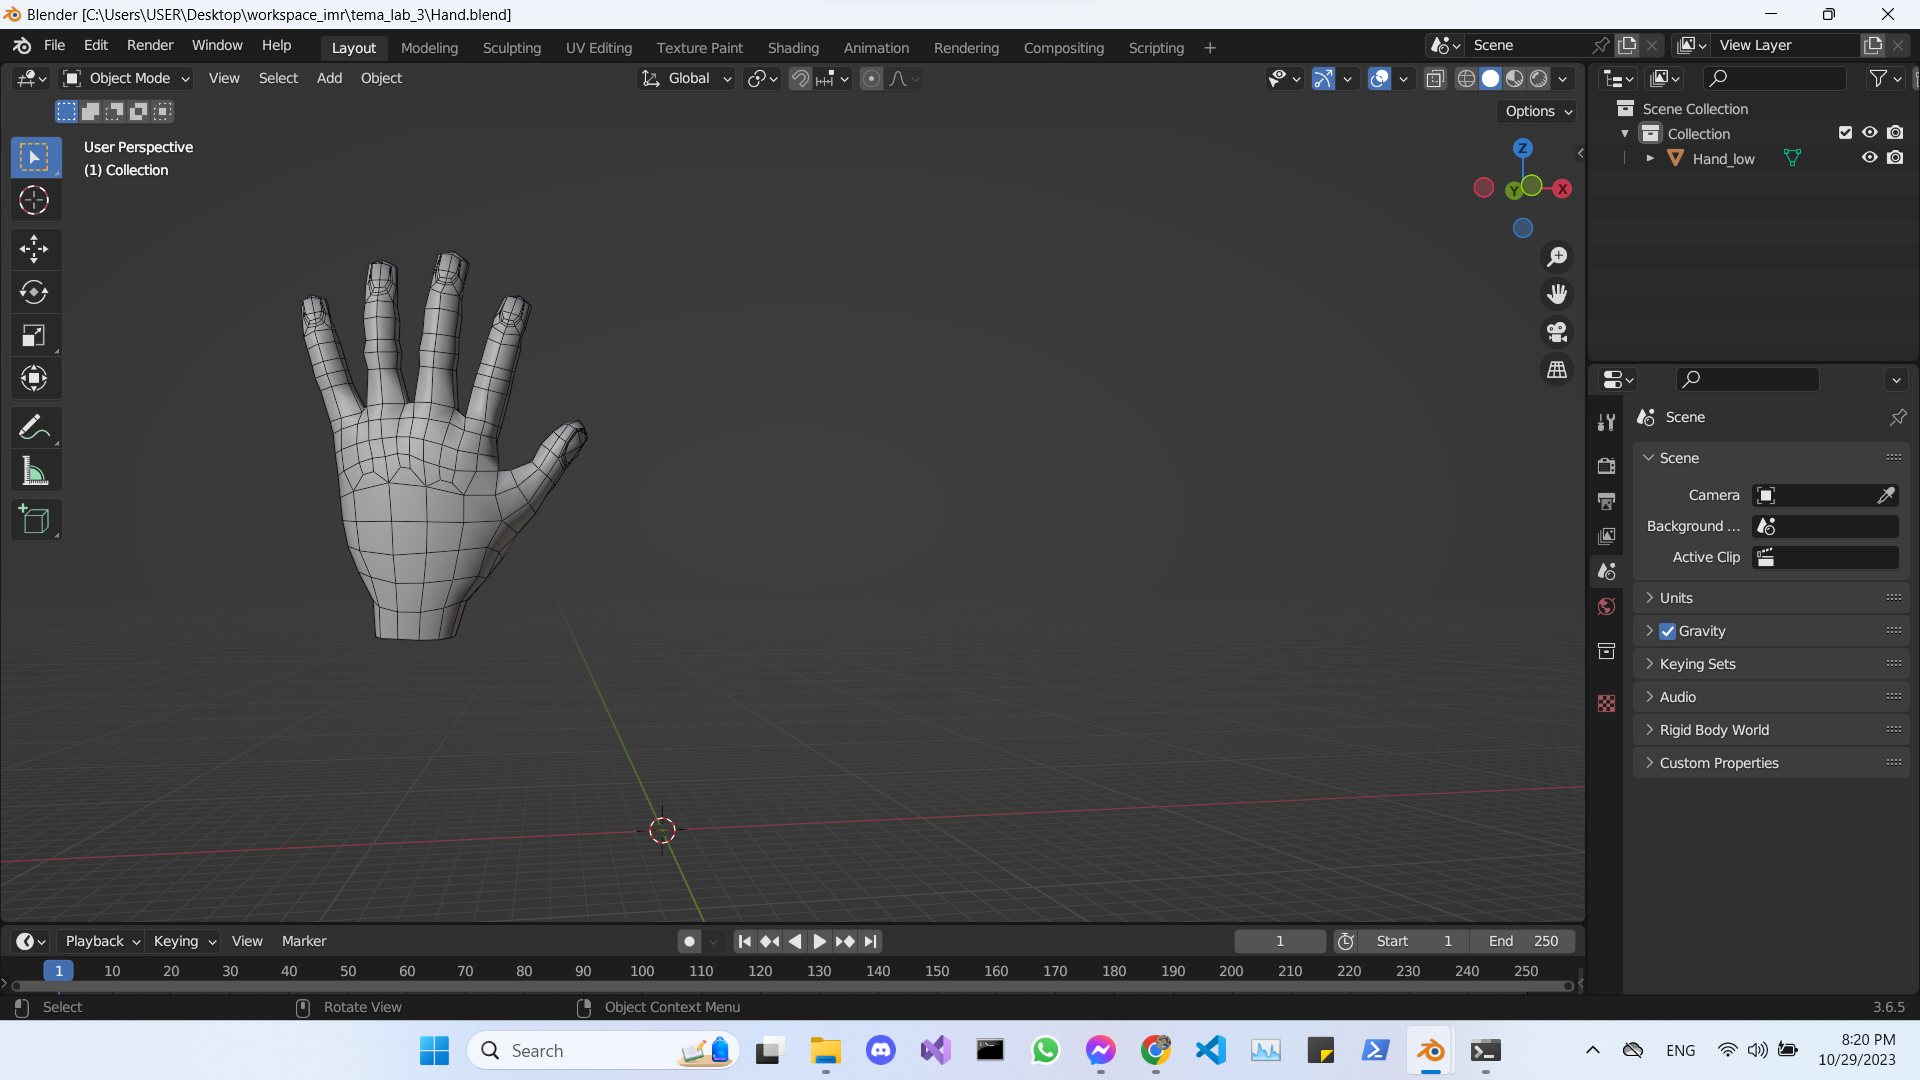 Blender [C:\Users\USER\Desktop\workspace_imr\tema_lab_3\Hand.blend]
File Edit Render Window Help
Layout Modeling Sculpting UV Editing Texture Paint Shading Animation Rendering Compositing Scripting
Scene
View Layer
Object Mode View Select Add Object
Global
Options
User Perspective
(1) Collection
Z
Y
X
Scene Collection
Collection
Hand_low
Scene
Scene
Camera
Background ...
Active Clip
Units
Gravity
Keying Sets
Audio
Rigid Body World
Custom Properties
Playback Keying View Marker
1
Start 1
End 250
1 10 20 30 40 50 60 70 80 90 100 110 120 130 140 150 160 170 180 190 200 210 220 230 240 250
Select
Rotate View
Object Context Menu
3.6.5
Search
ENG
8:20 PM
10/29/2023